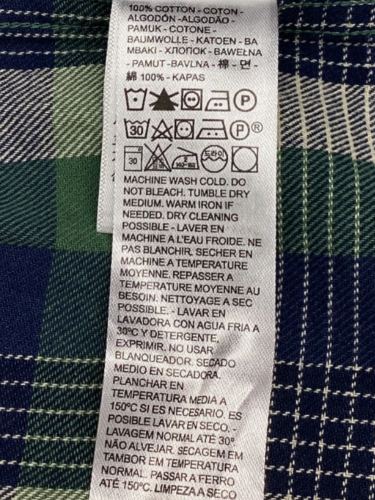 100% COTTON - COTON -
ALGODÓN - ALGODÃO -
PAMUK - COTONE -
BAUMWOLLE - KATOEN - BA
MBAKI - ХЛОПОК - BAWEŁNA
- PAMUT - BAVLNA - 棉 - 면 -
綿 100% - KAPAS
P
30 P ®
30 드라이
MACHINE WASH COLD. DO
NOT BLEACH. TUMBLE DRY
MEDIUM. WARM IRON IF
NEEDED. DRY CLEANING
POSSIBLE - LAVER EN
MACHINE A L'EAU FROIDE. NE
PAS BLANCHIR. SECHER EN
MACHINE A TEMPERATURE
MOYENNE. REPASSER A
TEMPERATURE MOYENNE AU
BESOIN. NETTOYAGE A SEC
POSSIBLE - LAVAR EN
LAVADORA CON AGUA FRIA A
30ºC Y DETERGENTE,
EXPRIMIR. NO USAR
BLANQUEADOR. SECADO
MEDIO EN SECADORA.
PLANCHAR EN
TEMPERATURA MEDIA A
150ºC SI ES NECESARIO. ES
POSIBLE LAVAR EN SECO. -
LAVAGEM NORMAL ATÉ 30º.
NÃO ALVEJAR. SECAGEM EM
TAMBOR EM TEMPERATURA
NORMAL. PASSAR A FERRO
ATÉ 150ºC. LIMPEZA A SECO